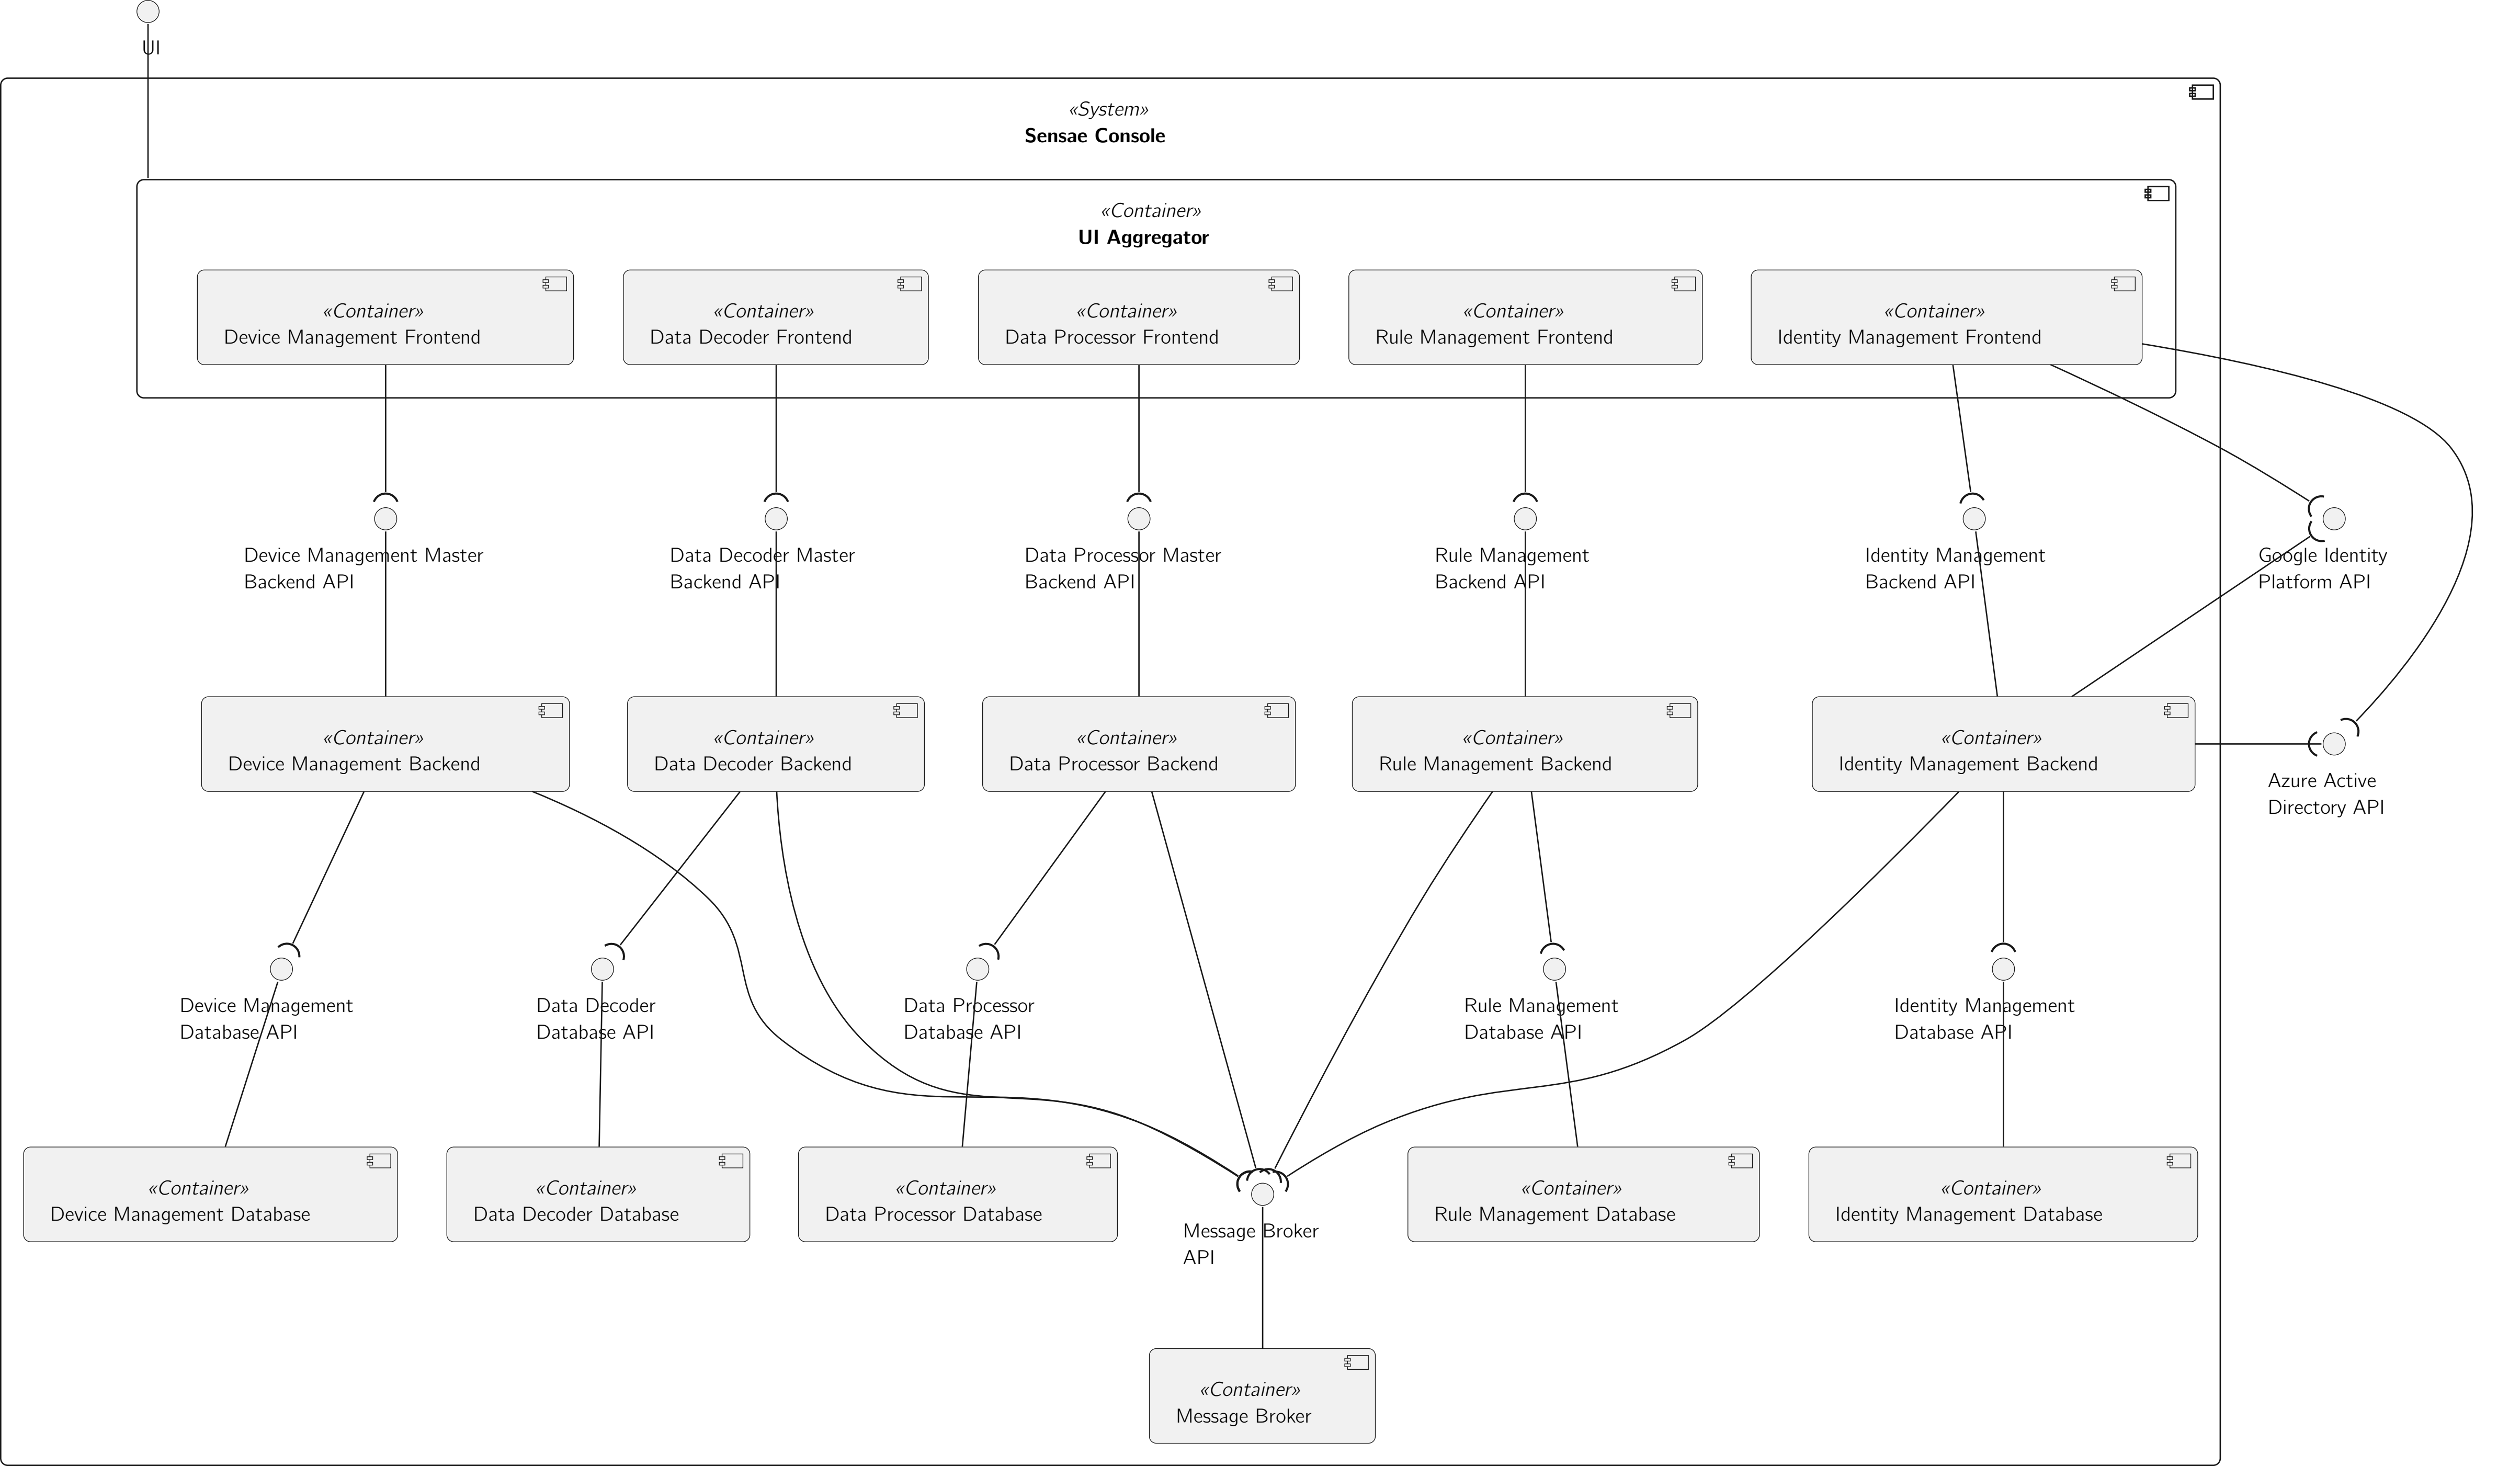 UI
«System»
Sensae Console
«Container»
UI Aggregator
«Container»
Device Management Frontend
«Container»
Data Decoder Frontend
«Container»
Data Processor Frontend
«Container»
Rule Management Frontend
«Container»
Identity Management Frontend
Device Management Master
Backend API
Data Decoder Master
Backend API
Data Processor Master
Backend API
Rule Management
Backend API
Identity Management
Backend API
Google Identity
Platform API
«Container»
Device Management Backend
«Container»
Data Decoder Backend
«Container»
Data Processor Backend
«Container»
Rule Management Backend
«Container»
Identity Management Backend
Azure Active
Directory API
Device Management
Database API
Data Decoder
Database API
Data Processor
Database API
Rule Management
Database API
Identity Management
Database API
«Container»
Device Management Database
«Container»
Data Decoder Database
«Container»
Data Processor Database
Message Broker
API
«Container»
Rule Management Database
«Container»
Identity Management Database
«Container»
Message Broker